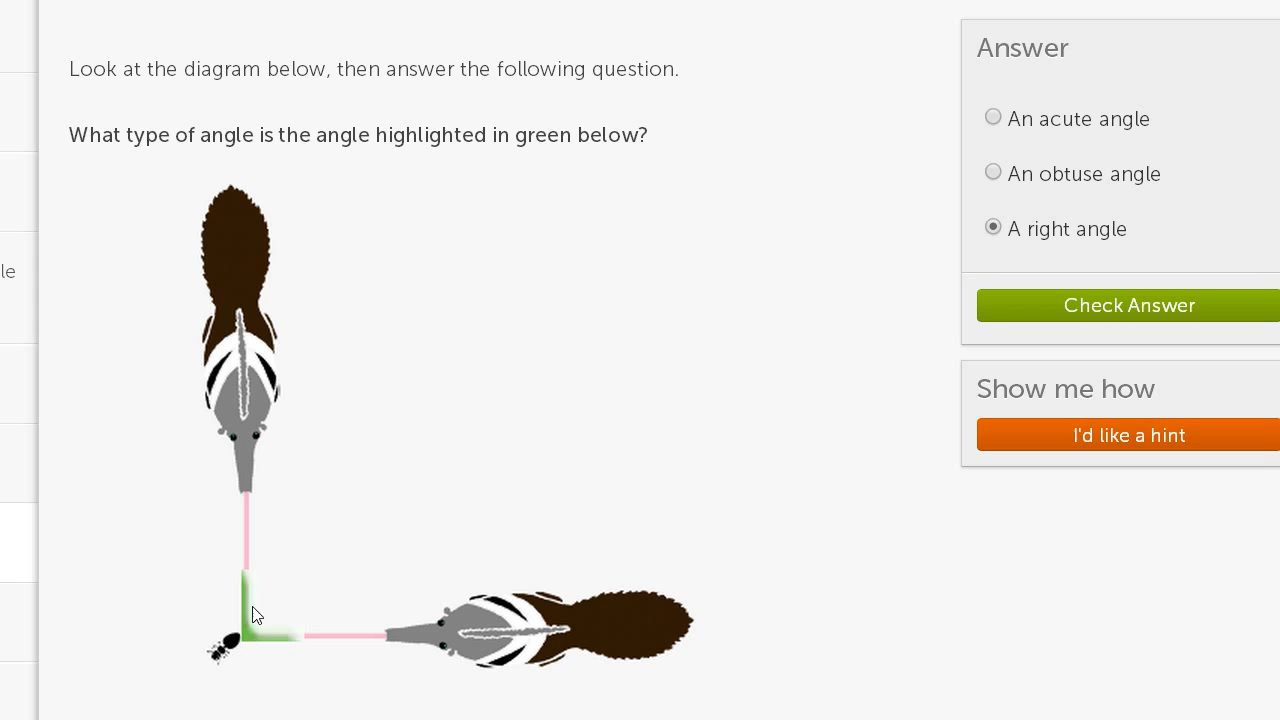 Look at the diagram below, then answer the following question.
What type of angle is the angle highlighted in green below?
le
Answer
An acute angle
An obtuse angle
A right angle
Check Answer
Show me how
I'd like a hint